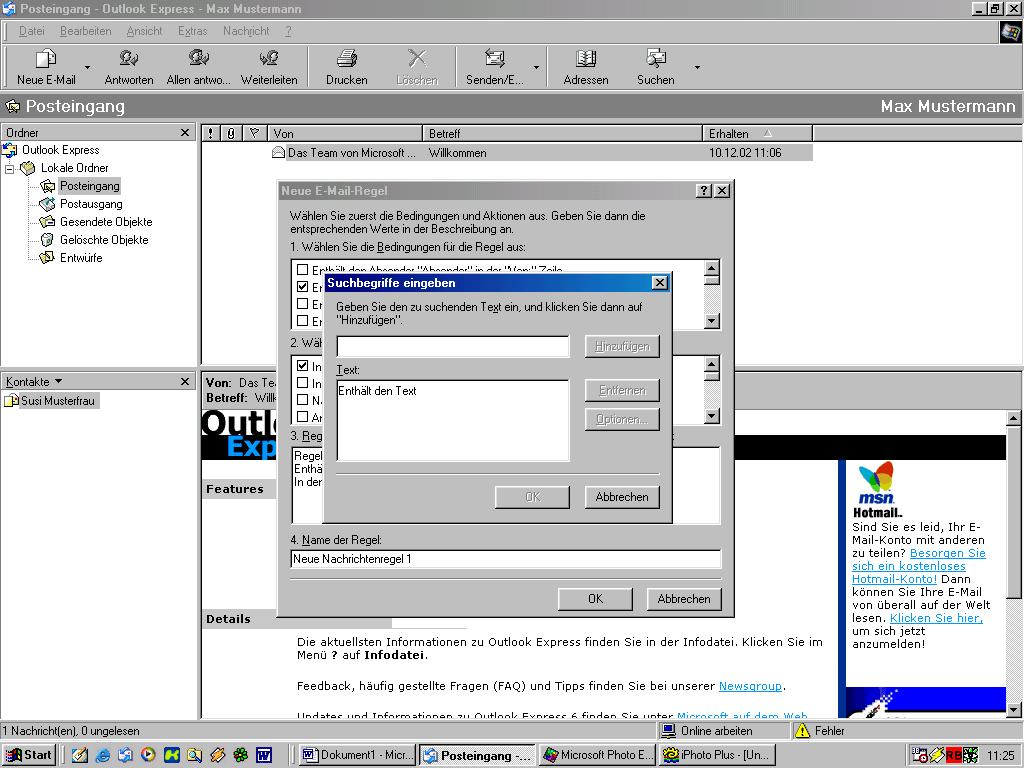 Posteingang - Outlook Express - Max Mustermann
Datei Bearbeiten Ansicht Extras Nachricht ?
Neue E-Mail Antworten Allen antwo... Weiterleiten Drucken Löschen Senden/E... Adressen Suchen
Posteingang Max Mustermann
Ordner
! Von Betreff Erhalten
Outlook Express
Das Team von Microsoft ... Willkommen 10.12.02 11:06
Lokale Ordner
Posteingang
Postausgang
Gesendete Objekte
Gelöschte Objekte
Entwürfe
Neue E-Mail-Regel
Wählen Sie zuerst die Bedingungen und Aktionen aus. Geben Sie dann die
entsprechenden Werte in der Beschreibung an.
1. Wählen Sie die Bedingungen für die Regel aus:
Enthält den Absender "Absender" in der "Von:" Zeile
Suchbegriffe eingeben
Geben Sie den zu suchenden Text ein, und klicken Sie dann auf
"Hinzufügen".
Hinzufügen
Text:
Enthält den Text
Entfernen
Optionen...
OK Abbrechen
2. Wäh
In
In
Ar
3. Reg
Regel
Enthä
In der
4. Name der Regel:
Neue Nachrichtenregel 1
OK Abbrechen
Kontakte
Susi Musterfrau
Von: Das Tea
Betreff: Will
Outl
Exp
Features
Details
msn
Hotmail
Sind Sie es leid, Ihr E-
Mail-Konto mit anderen
zu teilen? Besorgen Sie
sich ein kostenloses
Hotmail-Konto! Dann
können Sie Ihre E-Mail
von überall auf der Welt
lesen. Klicken Sie hier,
um sich jetzt
anzumelden!
Die aktuellsten Informationen zu Outlook Express finden Sie in der Infodatei. Klicken Sie im
Menü ? auf Infodatei.
Feedback, häufig gestellte Fragen (FAQ) und Tipps finden Sie bei unserer Newsgroup.
Updates und Informationen zu Outlook Express 6 finden Sie unter Microsoft auf dem Web
1 Nachricht(en), 0 ungelesen Online arbeiten Fehler
Start Dokument1 - Micr... Posteingang -... Microsoft Photo E... iPhoto Plus - [Un... RB 11:25